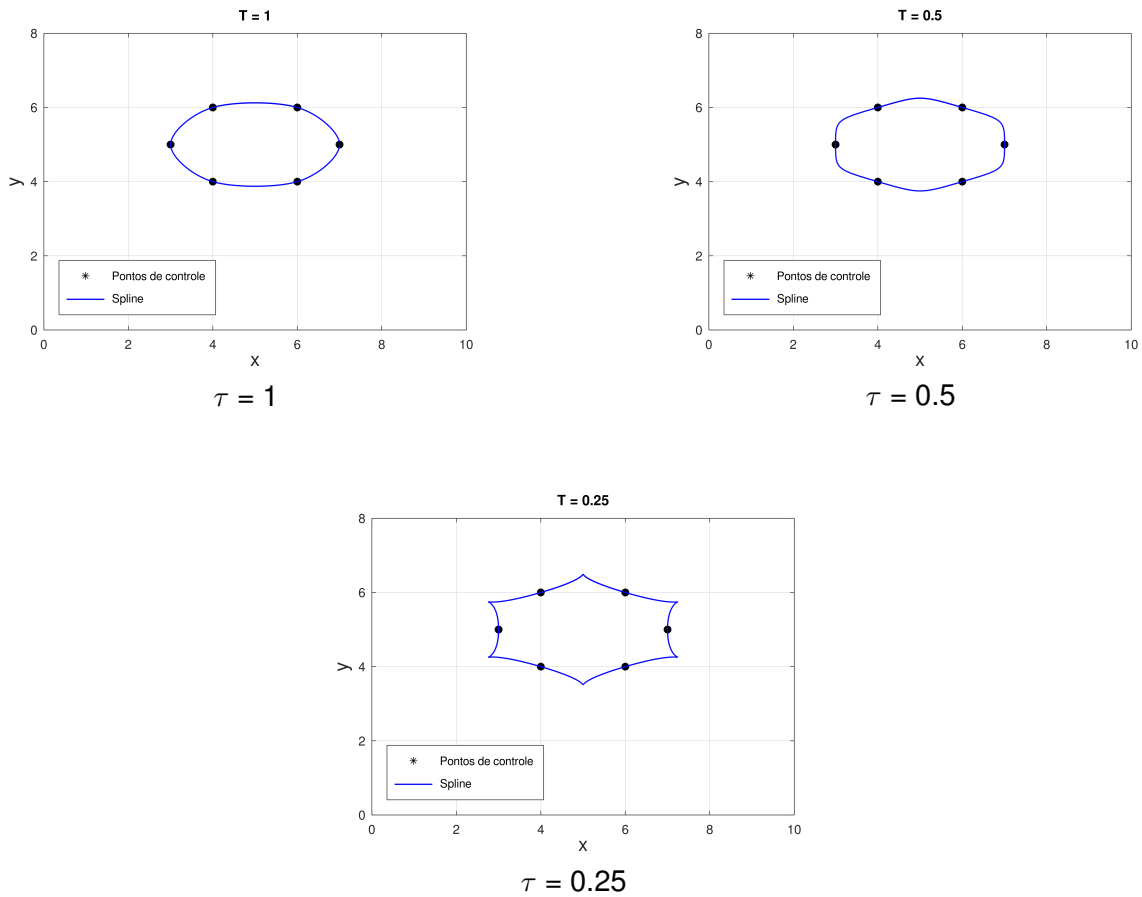 T = 1
8
6
4
2
0
y
Pontos de controle
Spline
0 2 4 6 8 10
x
τ = 1
T = 0.5
8
6
4
2
0
y
Pontos de controle
Spline
0 2 4 6 8 10
x
τ = 0.5
T = 0.25
8
6
4
2
0
y
Pontos de controle
Spline
0 2 4 6 8 10
x
τ = 0.25